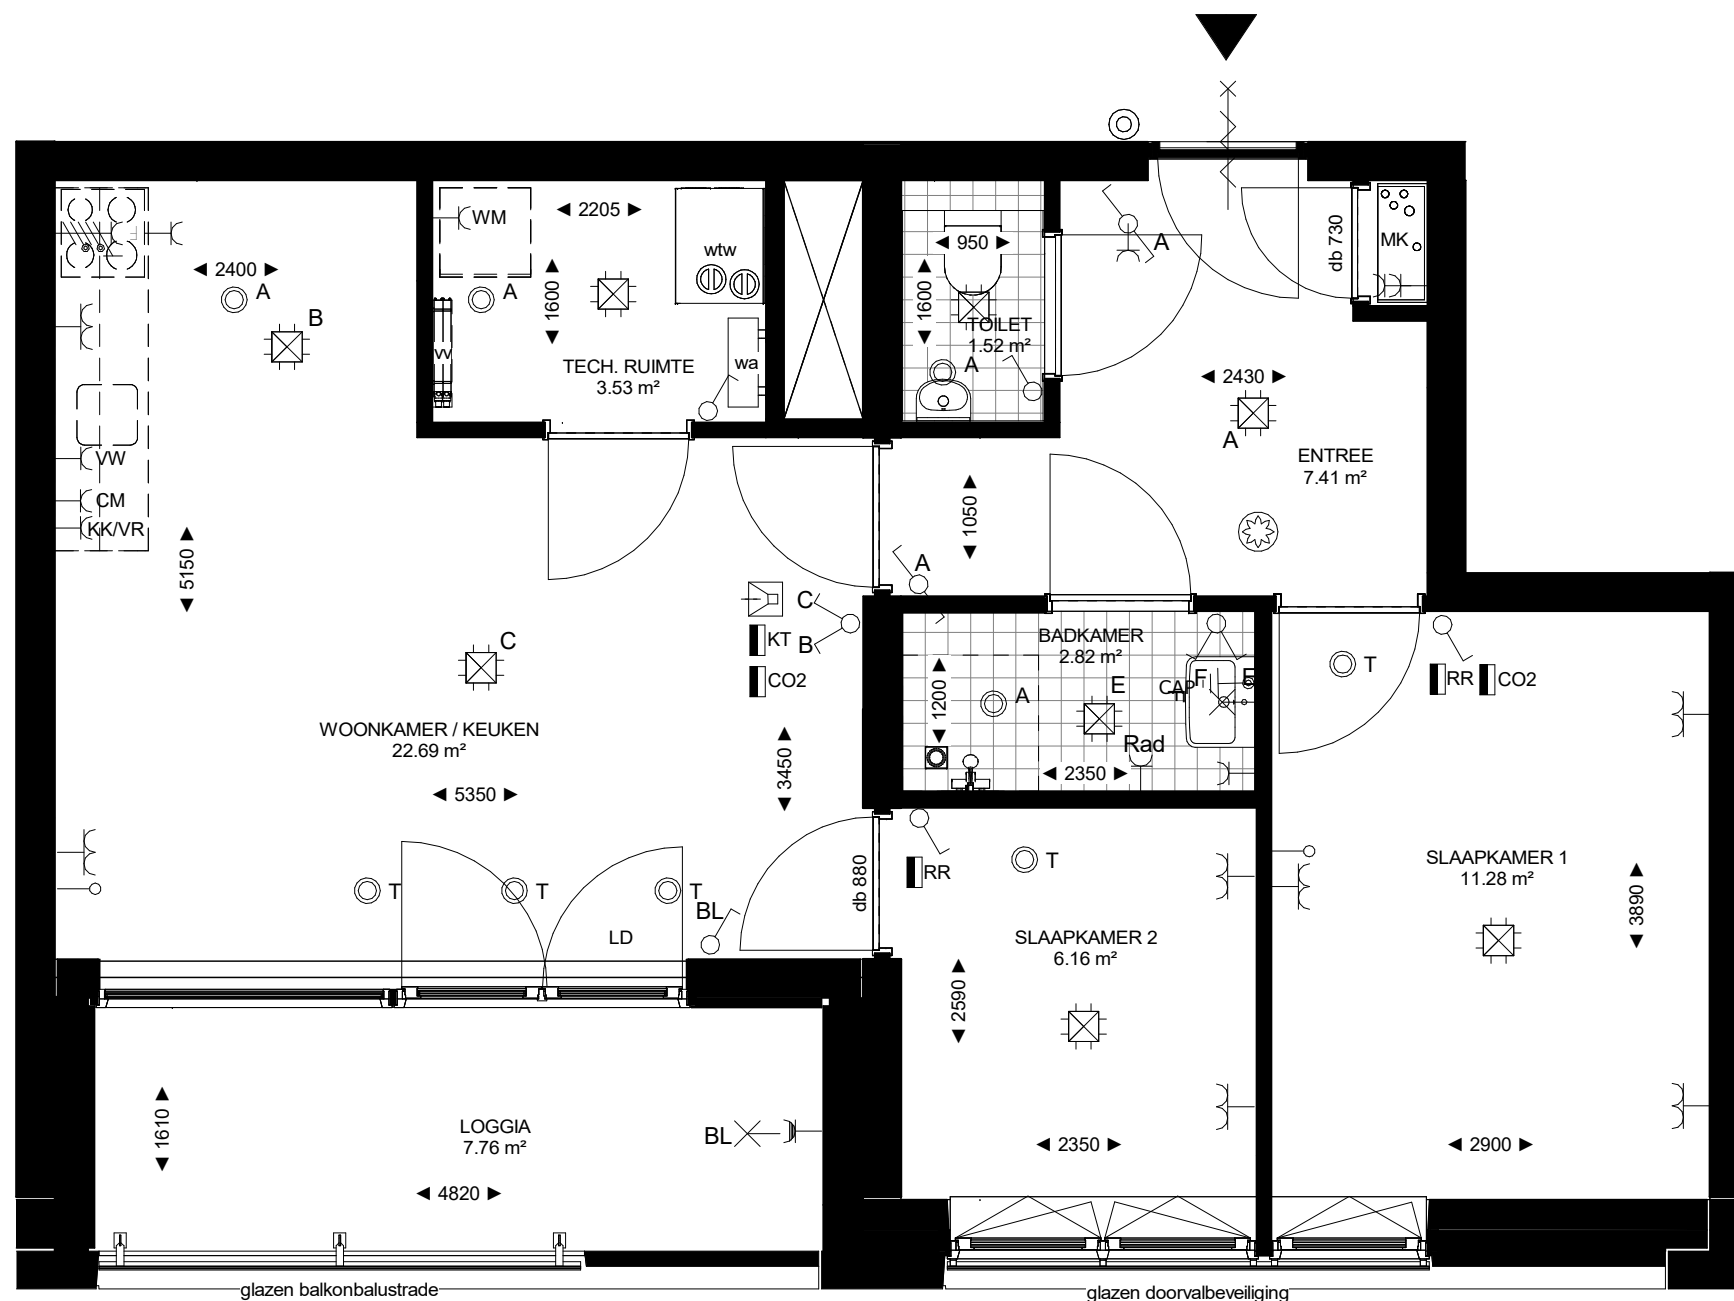 WM
2205
wtw
1600
A
TECH. RUIMTE
3.53 m²
wa
2400
A
B
VW
CM
KK/VR
5150
950
1600
TOILET
1.52 m²
A
A
db 730
MK
2430
A
ENTREE
7.41 m²
1050
A
C
B
KT
CO2
C
WOONKAMER / KEUKEN
22.69 m²
5350
3450
BADKAMER
2.82 m²
1200
A
E
CAP
F
Rad
2350
T
RR
CO2
T
T
T
BL
LD
db 880
RR
T
SLAAPKAMER 1
11.28 m²
3890
SLAAPKAMER 2
6.16 m²
2590
2350
2900
1610
LOGGIA
7.76 m²
BL
4820
glazen balkonbalustrade
glazen doorvalbeveiliging